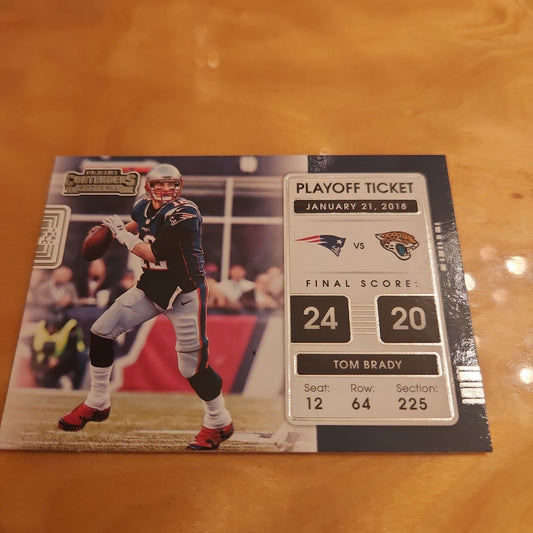 PANINI
CONTENDERS
FOOTBALL
PLAYOFF TICKET
JANUARY 21, 2018
VS
FINAL SCORE:
24 20
TOM BRADY
Seat: Row: Section:
12 64 225